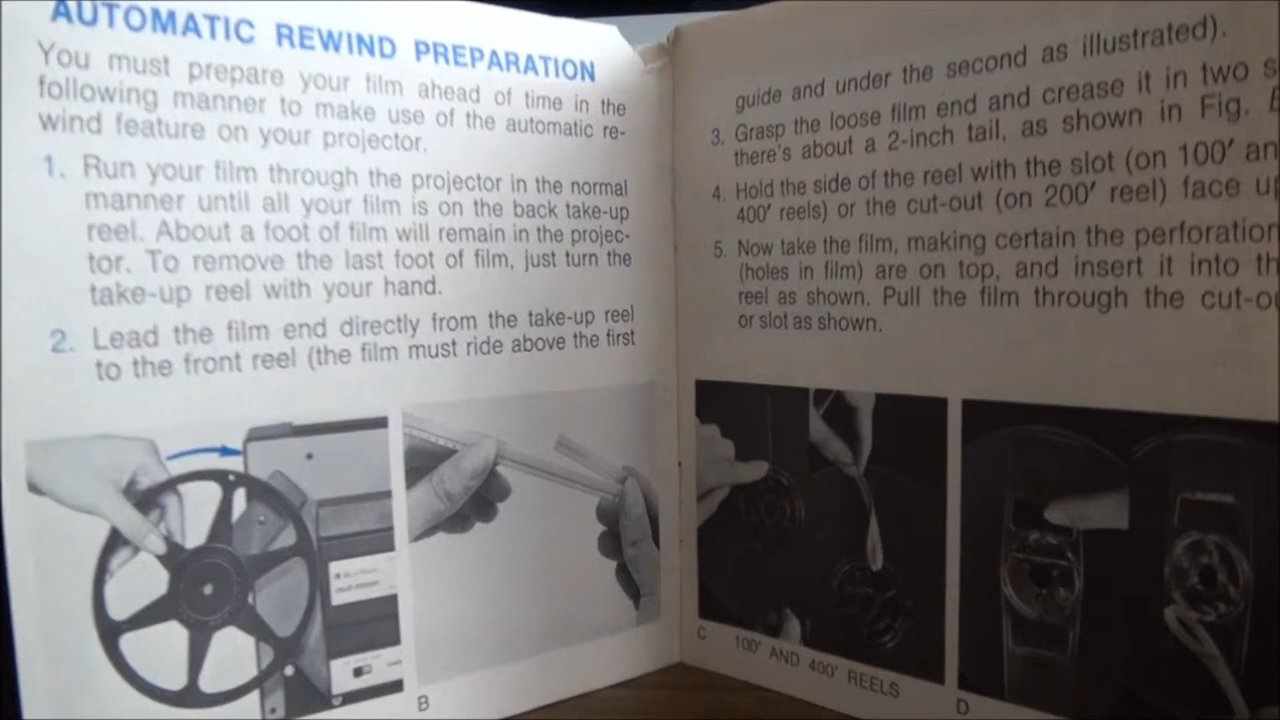 AUTOMATIC REWIND PREPARATION
You must prepare your film ahead of time in the
following manner to make use of the automatic re-
wind feature on your projector.
1. Run your film through the projector in the normal
manner until all your film is on the back take-up
reel. About a foot of film will remain in the projec-
tor. To remove the last foot of film, just turn the
take-up reel with your hand.
2. Lead the film end directly from the take-up reel
to the front reel (the film must ride above the first
B
guide and under the second as illustrated).
3. Grasp the loose film end and crease it in two
there's about a 2-inch tail, as shown in Fig.
4. Hold the side of the reel with the slot (on 100′
400′ reels) or the cut-out (on 200′ reel) face
5. Now take the film, making certain the perforation
(holes in film) are on top, and insert it into
reel as shown. Pull the film through the
or slot as shown.
C 100′ AND 400′ REELS
D